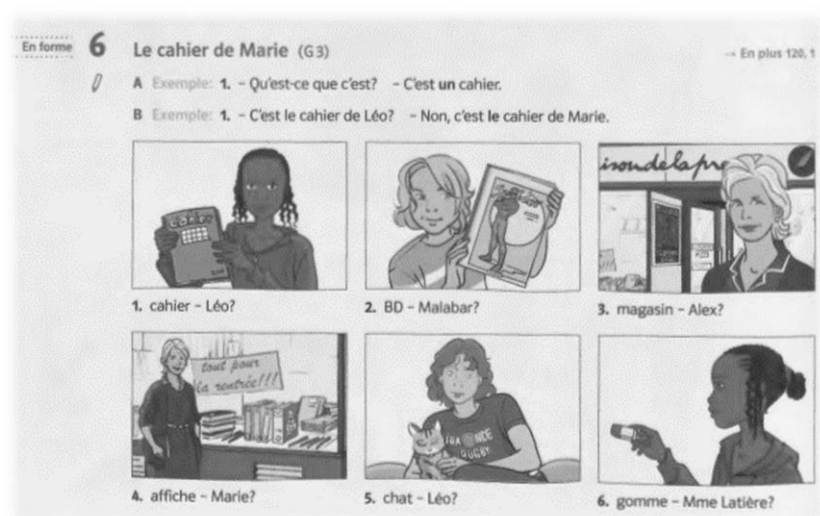 En forme 6 Le cahier de Marie (G3)
→ En plus 120, 1
A Exemple: 1. – Qu'est-ce que c'est? – C'est un cahier.
B Exemple: 1. – C'est le cahier de Léo? – Non, c'est le cahier de Marie.
isondelapre
1. cahier – Léo?
2. BD – Malabar?
3. magasin – Alex?
tout pour
la rentrée!!!
FRA NCE
RUGBY
4. affiche – Marie?
5. chat – Léo?
6. gomme – Mme Latière?